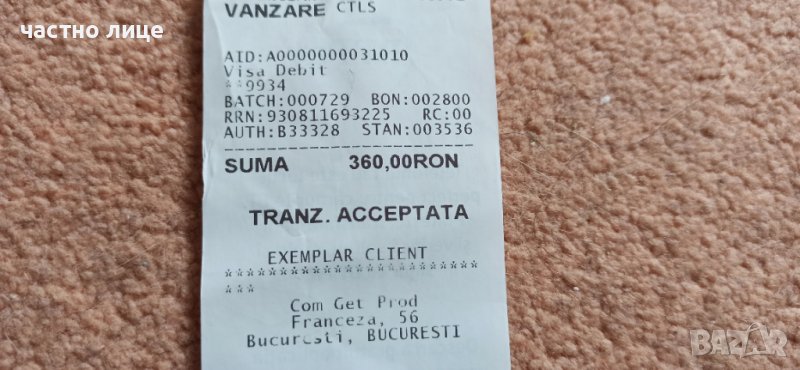 частно лице
VANZARE CTLS
AID:A0000000031010
Visa Debit
**9934
BATCH:000729 BON:002800
RRN:930811693225 RC:00
AUTH:B33328 STAN:003536
SUMA 360,00RON
TRANZ. ACCEPTATA
EXEMPLAR CLIENT
*************************
***
Com Get Prod
Franceza, 56
Bucuresti, BUCURESTI
BAZAR